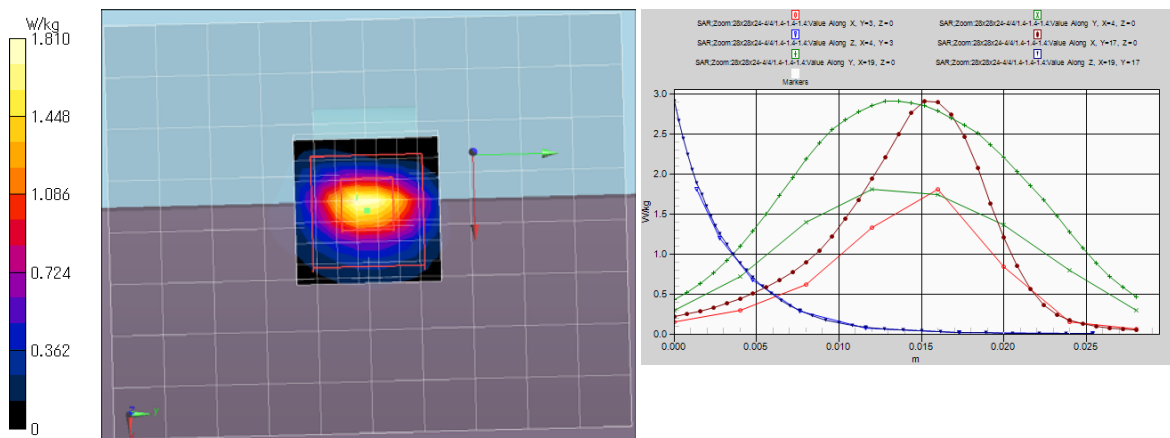 W/kg
1.810
1.448
1.086
0.724
0.362
0
y
SAR;Zoom:28x28x24-4/4/1.4-1.4-1.4:Value Along X, Y=3, Z=0
SAR;Zoom:28x28x24-4/4/1.4-1.4-1.4:Value Along Y, X=4, Z=0
SAR;Zoom:28x28x24-4/4/1.4-1.4-1.4:Value Along Z, X=4, Y=3
SAR;Zoom:28x28x24-4/4/1.4-1.4-1.4:Value Along X, Y=17, Z=0
SAR;Zoom:28x28x24-4/4/1.4-1.4-1.4:Value Along Y, X=19, Z=0
SAR;Zoom:28x28x24-4/4/1.4-1.4-1.4:Value Along Z, X=19, Y=17
Markers
3.0
2.5
2.0
1.5
1.0
0.5
0.0
W/kg
0.000
0.005
0.010
0.015
0.020
0.025
m